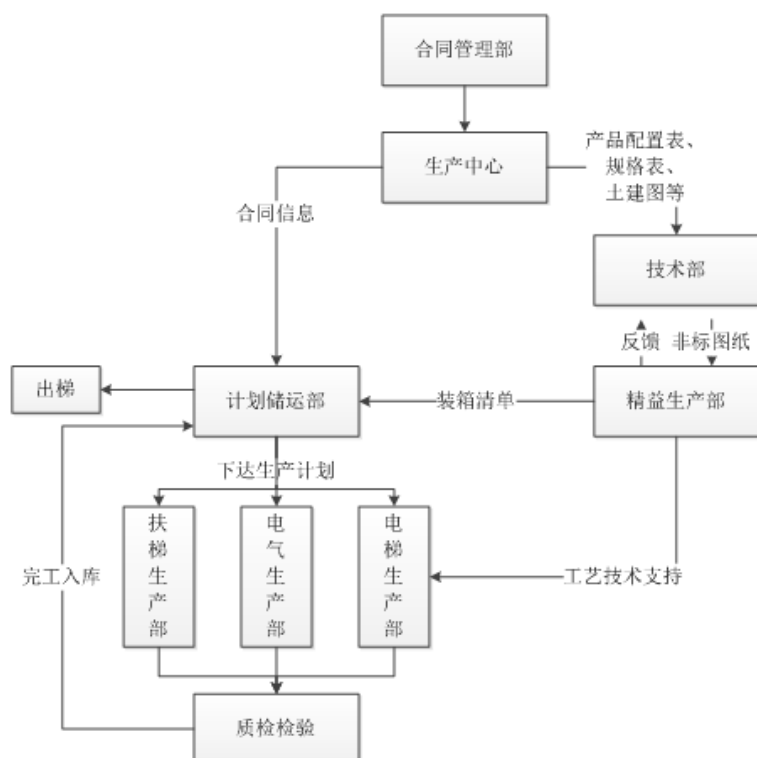 合同管理部
生产中心
产品配置表、
规格表、
土建图等
合同信息
技术部
反馈
非标图纸
出梯
计划储运部
装箱清单
精益生产部
下达生产计划
扶梯生产部
电气生产部
电梯生产部
完工入库
工艺技术支持
质检检验